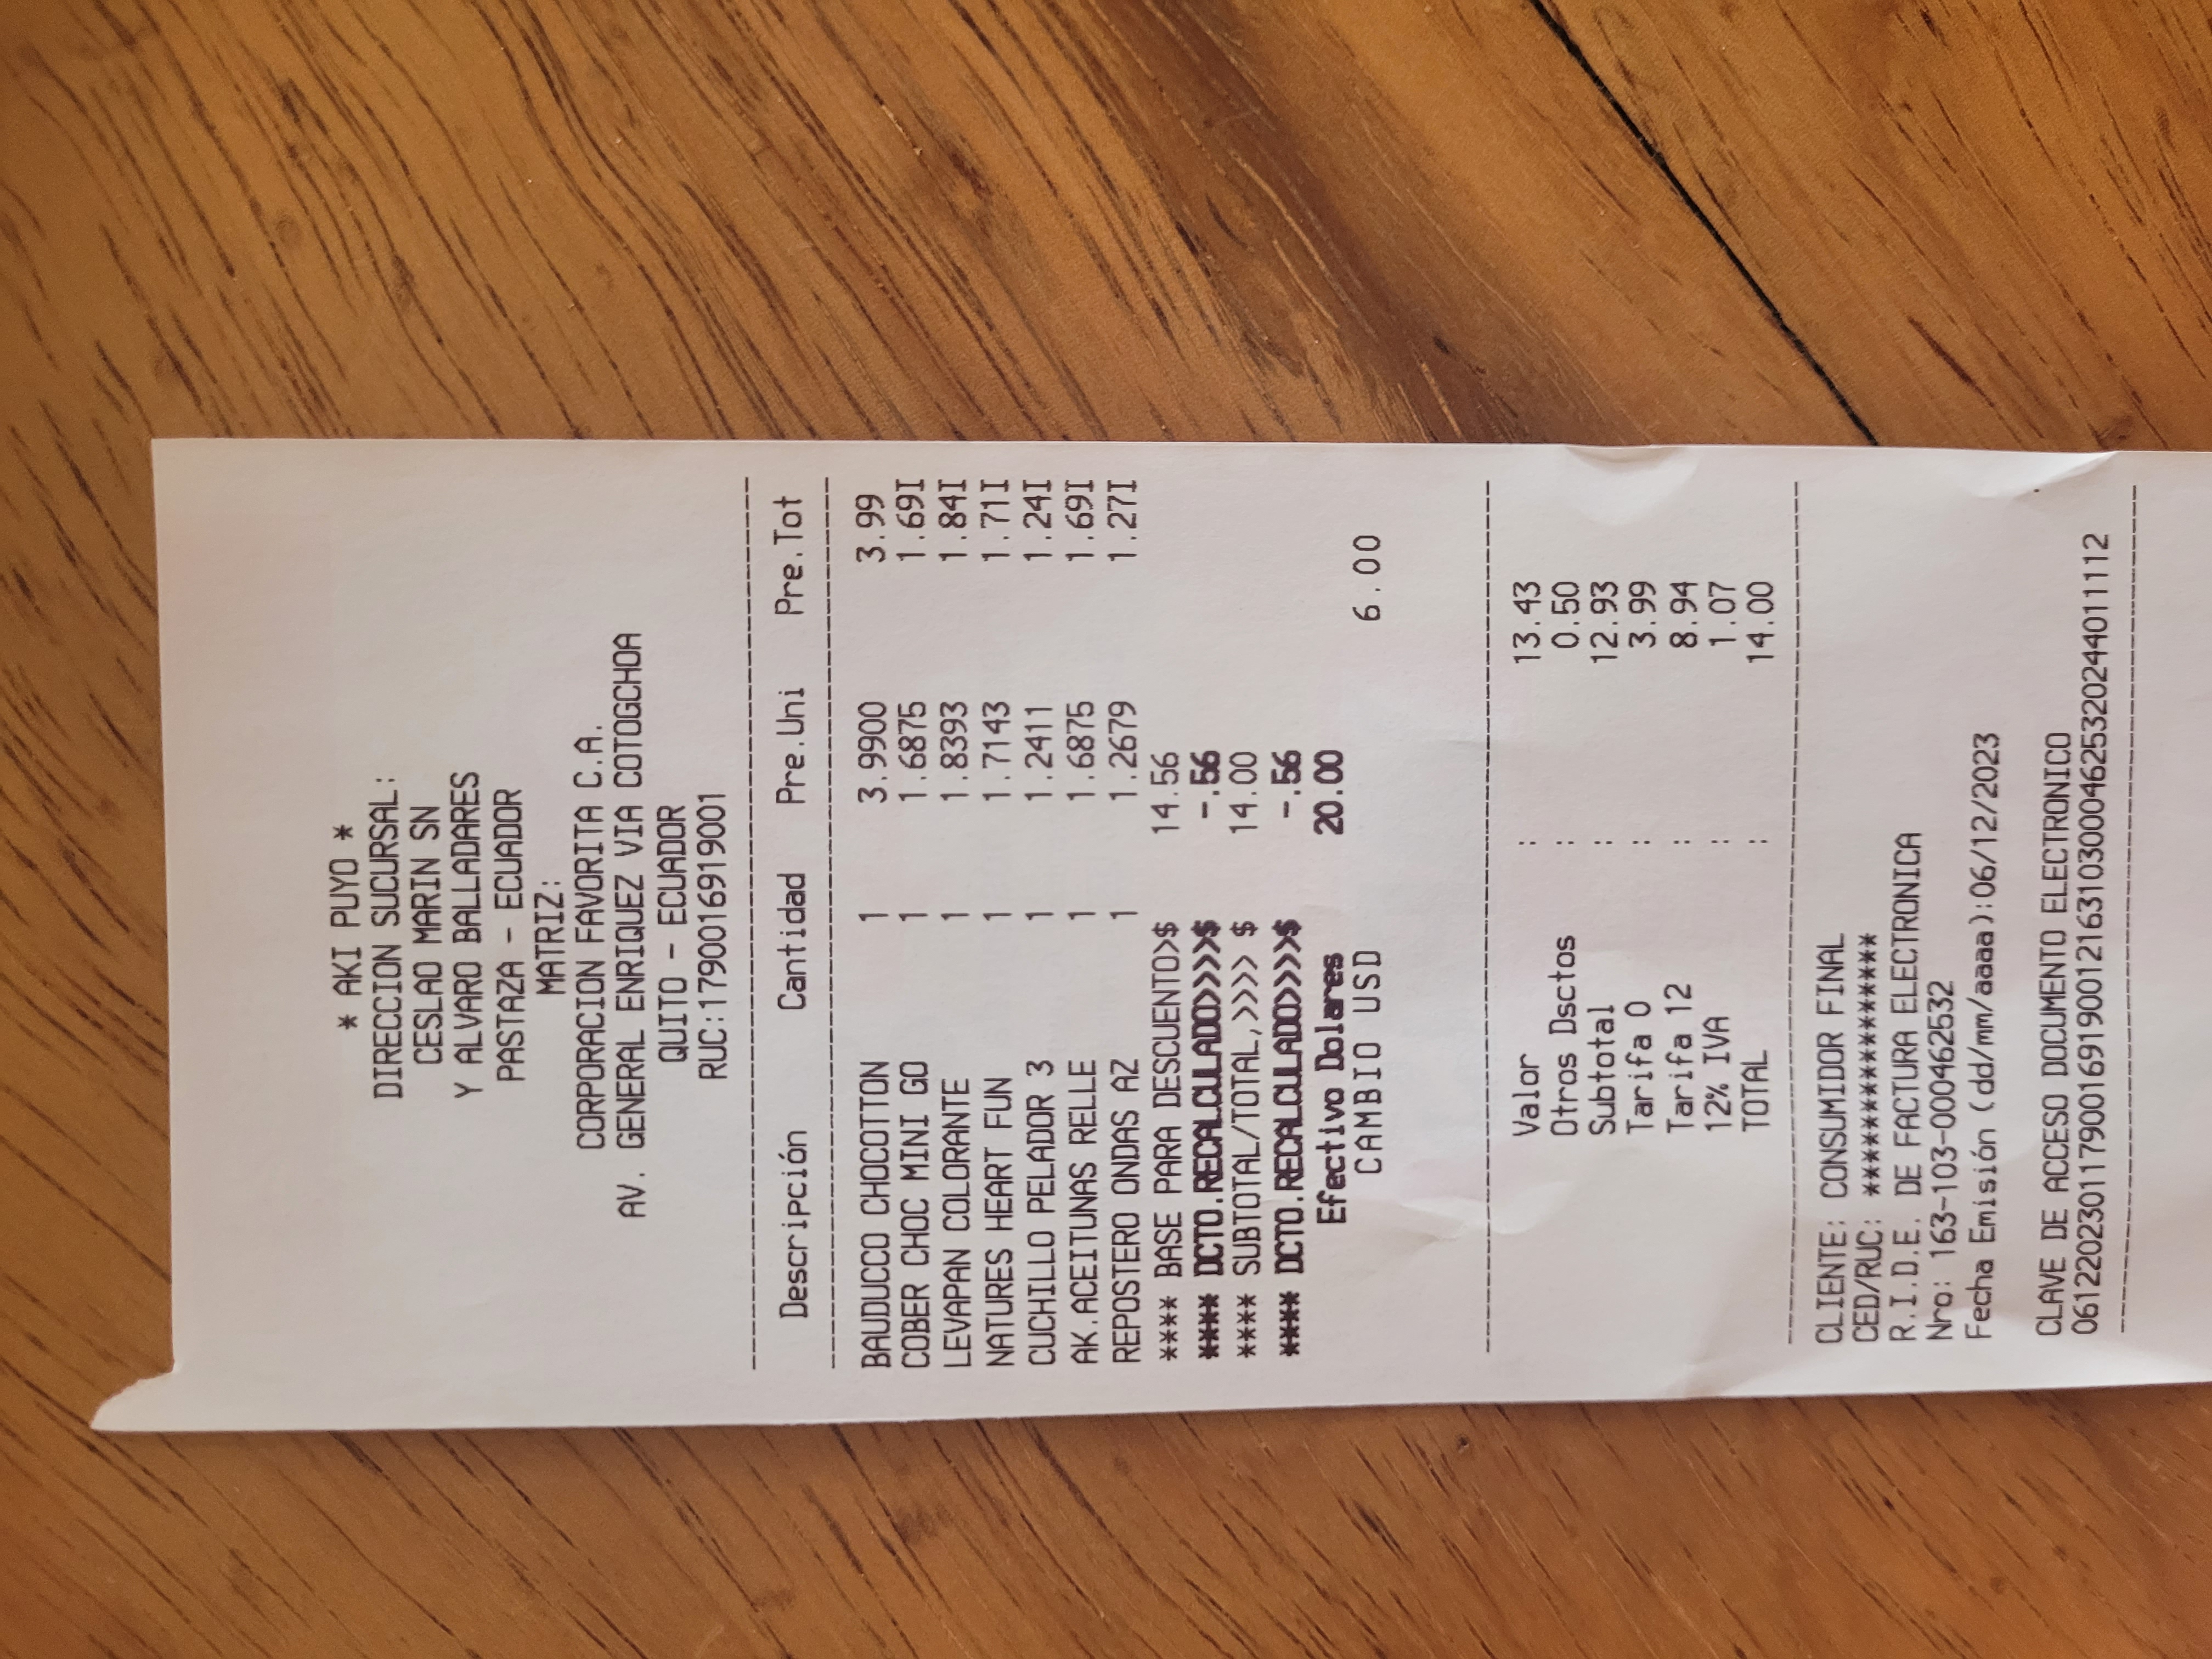 * AKI PUYO *
DIRECCION SUCURSAL:
CESLAO MARIN SN
Y ALVARO BALLADARES
PASTAZA - ECUADOR
MATRIZ:
CORPORACION FAVORITA C.A.
AV. GENERAL ENRIQUEZ VIA COTOGCHOA
QUITO - ECUADOR
RUC:1790016919001
Descripción Cantidad Pre.Uni Pre.Tot
BAUDUCCO CHOCOTTON 1 3.9900 3.99
COBER CHOC MINI GO 1 1.6875 1.69I
LEVAPAN COLORANTE 1 1.8393 1.84I
NATURES HEART FUN 1 1.7143 1.71I
CUCHILLO PELADOR 3 1 1.2411 1.24I
AK.ACEITUNAS RELLE 1 1.6875 1.69I
REPOSTERO ONDAS AZ 1 1.2679 1.27I
**** BASE PARA DESCUENTO>$ 14.56
**** DCTO.RECALCULADO>>>>$ -.56
**** SUBTOTAL/TOTAL,>>>> $ 14.00
**** DCTO.RECALCULADO>>>>$ -.56
Efectivo Dolares 20.00
CAMBIO USD 6.00
Valor : 13.43
Otros Dsctos : 0.50
Subtotal : 12.93
Tarifa 0 : 3.99
Tarifa 12 : 8.94
12% IVA : 1.07
TOTAL : 14.00
CLIENTE: CONSUMIDOR FINAL
CED/RUC: *************
R.I.D.E. DE FACTURA ELECTRONICA
Nro: 163-103-000462532
Fecha Emisión (dd/mm/aaaa):06/12/2023
CLAVE DE ACCESO DOCUMENTO ELECTRONICO
0612202301179001691900121631030004625320244011112